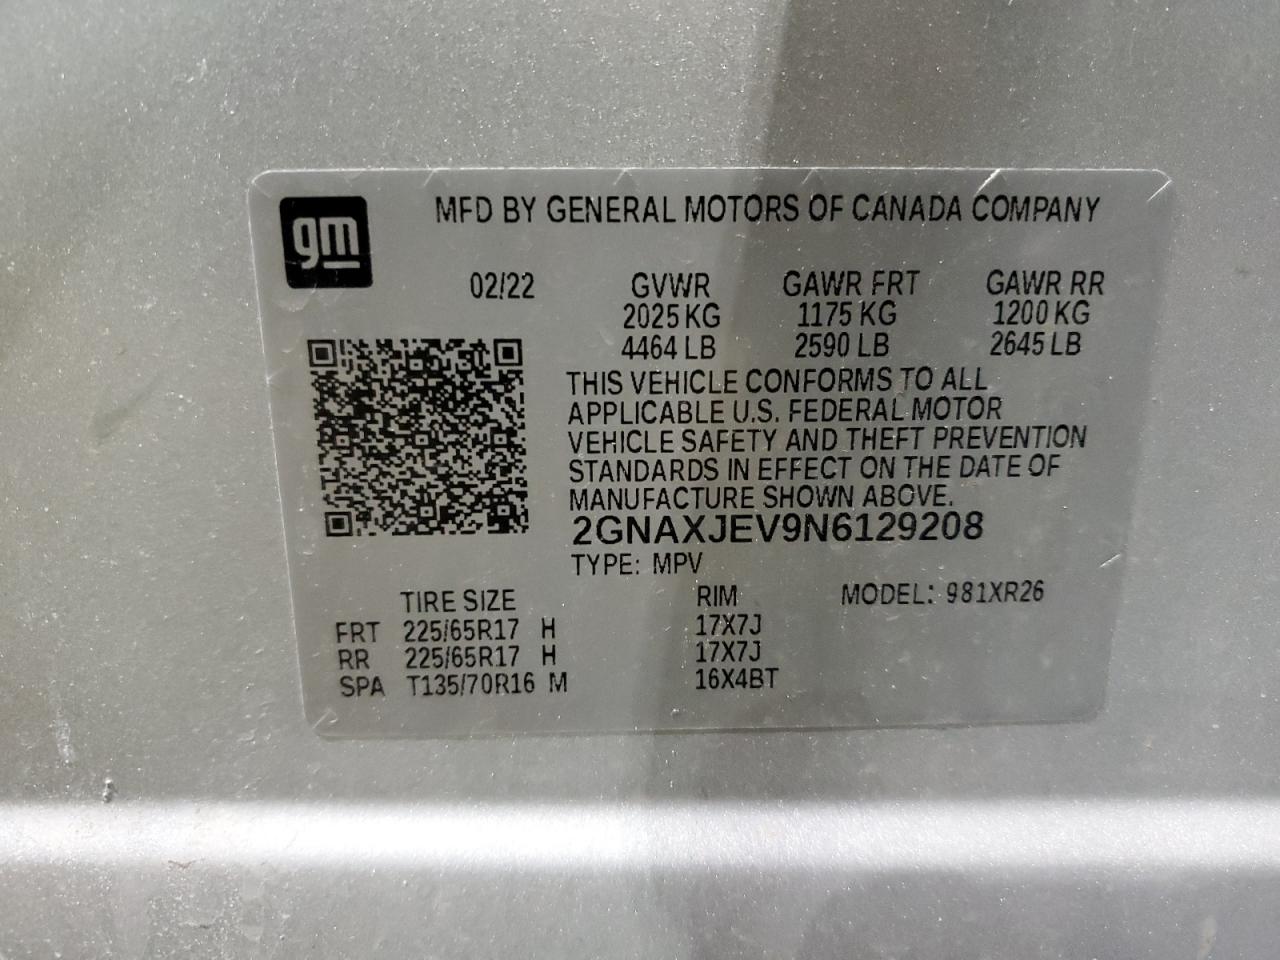 gm
MFD BY GENERAL MOTORS OF CANADA COMPANY
02/22 GVWR GAWR FRT GAWR RR
2025 KG 1175 KG 1200 KG
4464 LB 2590 LB 2645 LB
THIS VEHICLE CONFORMS TO ALL
APPLICABLE U.S. FEDERAL MOTOR
VEHICLE SAFETY AND THEFT PREVENTION
STANDARDS IN EFFECT ON THE DATE OF
MANUFACTURE SHOWN ABOVE.
2GNAXJEV9N6129208
TYPE: MPV
TIRE SIZE RIM MODEL: 981XR26
FRT 225/65R17 H 17X7J
RR 225/65R17 H 17X7J
SPA T135/70R16 M 16X4BT